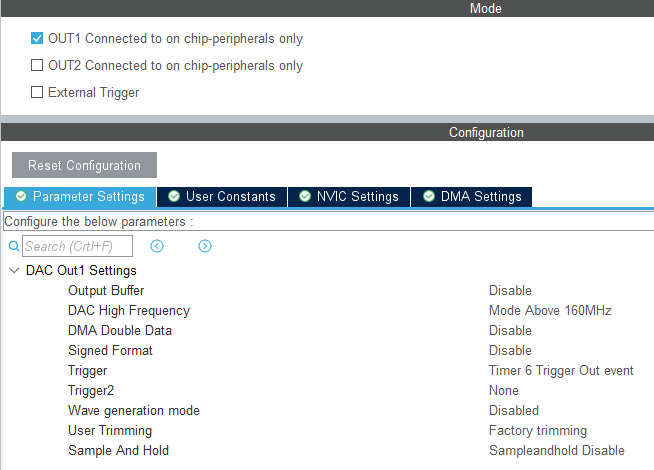 Mode
OUT1 Connected to on chip-peripherals only
OUT2 Connected to on chip-peripherals only
External Trigger
Configuration
Reset Configuration
Parameter Settings User Constants NVIC Settings DMA Settings
Configure the below parameters :
Search (Crtl+F)
DAC Out1 Settings
Output Buffer Disable
DAC High Frequency Mode Above 160MHz
DMA Double Data Disable
Signed Format Disable
Trigger Timer 6 Trigger Out event
Trigger2 None
Wave generation mode Disabled
User Trimming Factory trimming
Sample And Hold Sampleandhold Disable